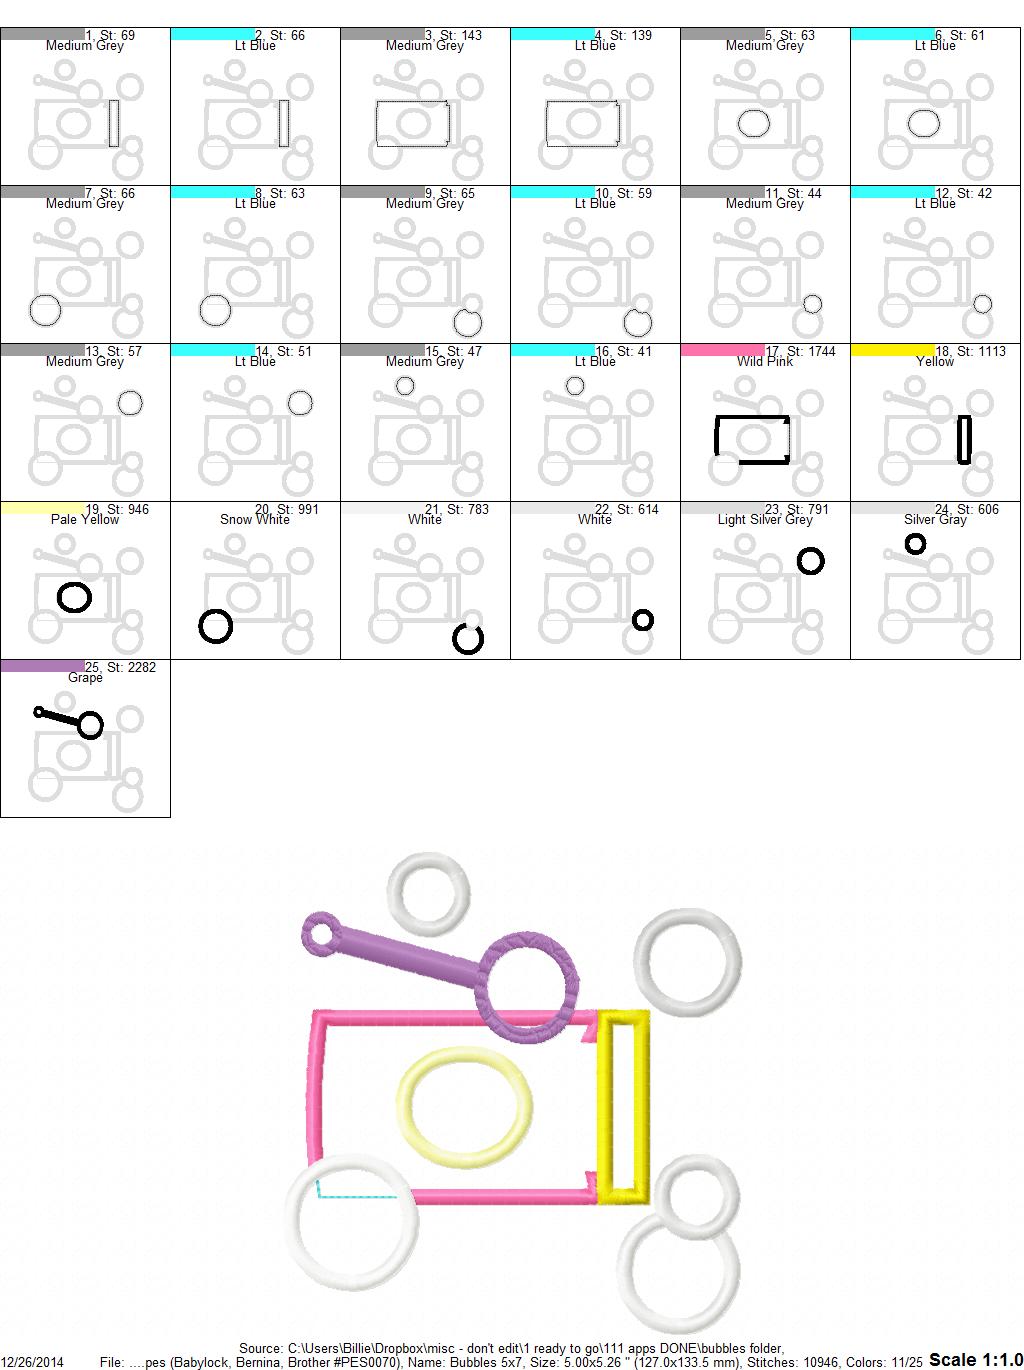 1, St: 69
Medium Grey
2, St: 66
Lt Blue
3, St: 143
Medium Grey
4, St: 139
Lt Blue
5, St: 63
Medium Grey
6, St: 61
Lt Blue
7, St: 66
Medium Grey
8, St: 63
Lt Blue
9, St: 65
Medium Grey
10, St: 59
Lt Blue
11, St: 44
Medium Grey
12, St: 42
Lt Blue
13, St: 57
Medium Grey
14, St: 51
Lt Blue
15, St: 47
Medium Grey
16, St: 41
Lt Blue
17, St: 1744
Wild Pink
18, St: 1113
Yellow
19, St: 946
Pale Yellow
20, St: 991
Snow White
21, St: 783
White
22, St: 614
White
23, St: 791
Light Silver Grey
24, St: 606
Silver Gray
25, St: 2282
Grape
Source: C:\Users\Billie\Dropbox\misc - don't edit\1 ready to go\111 apps DONE\bubbles folder,
12/26/2014 File: ....pes (Babylock, Bernina, Brother #PES0070), Name: Bubbles 5x7, Size: 5.00x5.26 " (127.0x133.5 mm), Stitches: 10946, Colors: 11/25 Scale 1:1.0